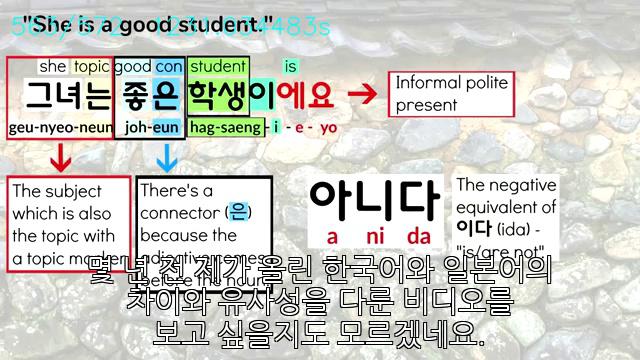 "She is a good student."
she topic good con student is
그녀는 좋은 학생이에요 → Informal polite present
geu-nyeo-neun joh-eun hag-saeng - i - e - yo
The subject
which is also
the topic with
There's a
connector (은)
because the
before the noun
아니다
a ni da
The negative
equivalent of
이다 (ida) -
"is/are not"
몇 년 전 제가 올린 한국어와 일본어의
차이와 유사성을 다룬 비디오를
보고 싶을지도 모르겠네요.